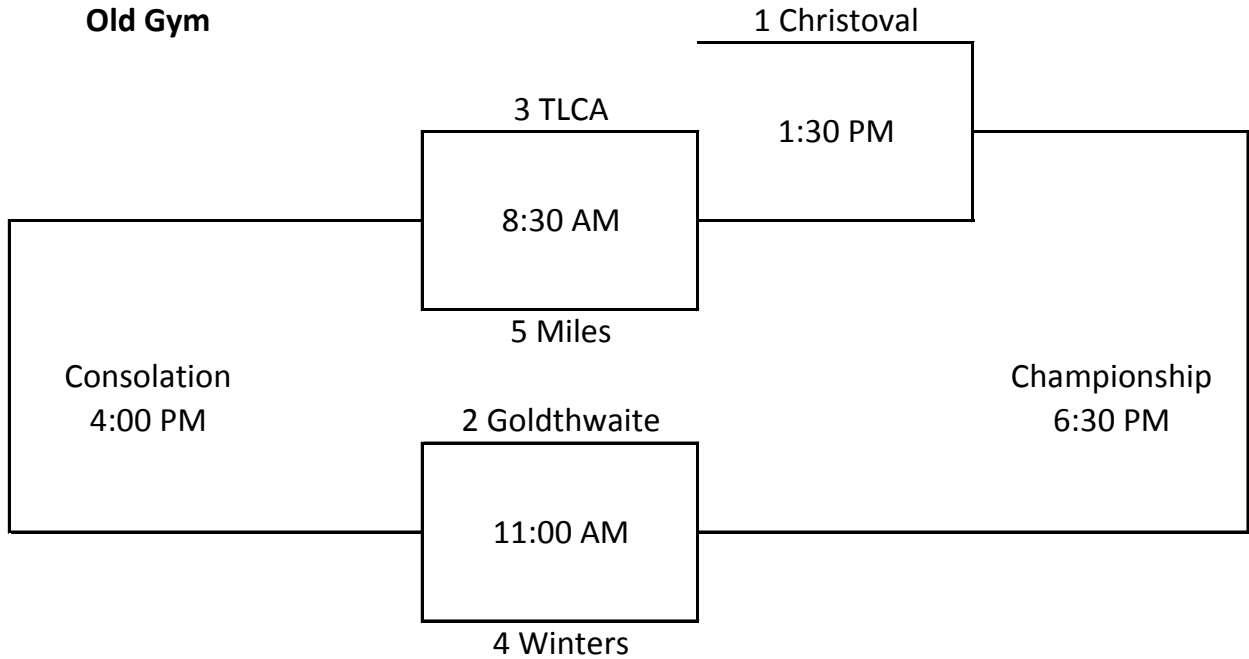 Old Gym
1 Christoval
3 TLCA
1:30 PM
8:30 AM
5 Miles
Consolation
4:00 PM
Championship
6:30 PM
2 Goldthwaite
11:00 AM
4 Winters